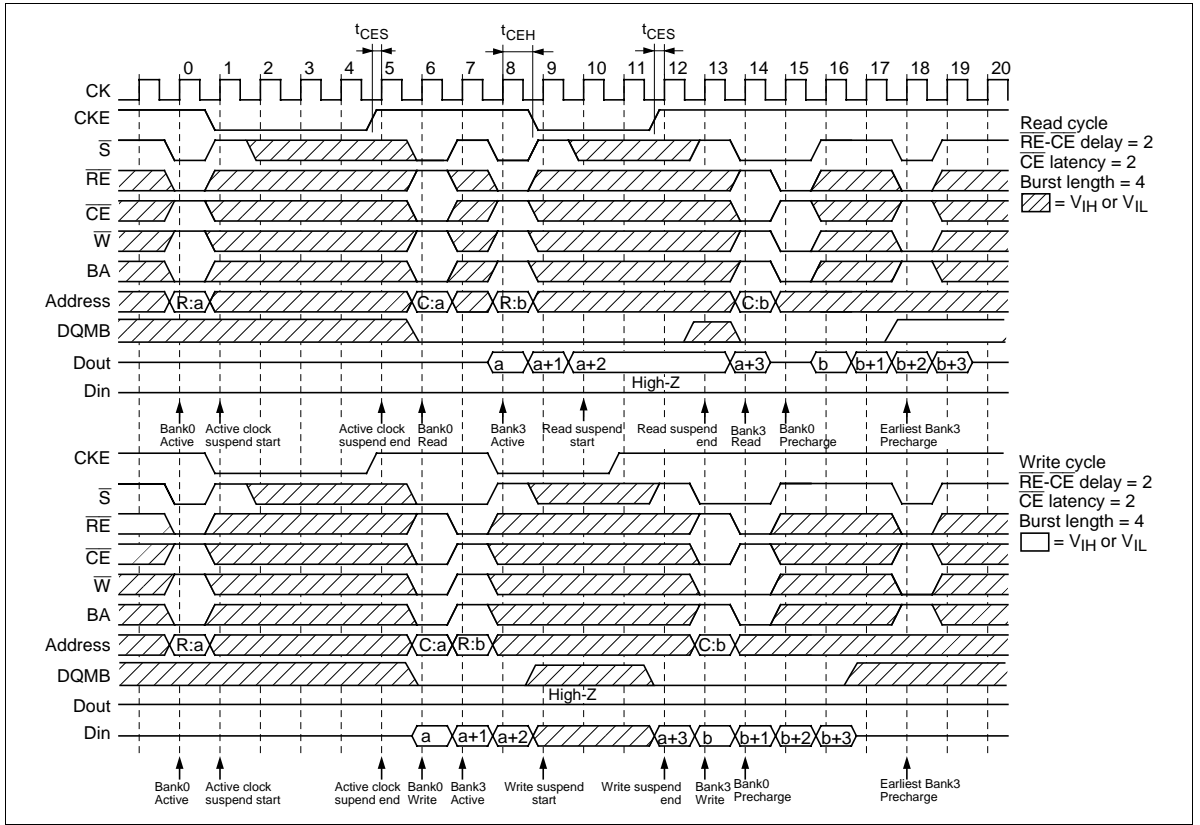 tCES
tCEH
tCES
0 1 2 3 4 5 6 7 8 9 10 11 12 13 14 15 16 17 18 19 20
CK
CKE
S
RE
CE
W
BA
Address R:a C:a R:b C:b
DQMB
Dout a a+1 a+2 a+3 b b+1 b+2 b+3
High-Z
Din
Read cycle
RE-CE delay = 2
CE latency = 2
Burst length = 4
= VIH or VIL
Bank0 Active
Active clock suspend start
Active clock suspend end
Bank0 Read
Bank3 Active
Read suspend start
Read suspend end
Bank3 Read
Bank0 Precharge
Earliest Bank3 Precharge
CKE
S
RE
CE
W
BA
Address R:a C:a R:b C:b
DQMB
High-Z
Dout
Din a a+1 a+2 a+3 b b+1 b+2 b+3
Write cycle
RE-CE delay = 2
CE latency = 2
Burst length = 4
= VIH or VIL
Bank0 Active
Active clock suspend start
Active clock supend end
Bank0 Write
Bank3 Active
Write suspend start
Write suspend end
Bank3 Write
Bank0 Precharge
Earliest Bank3 Precharge